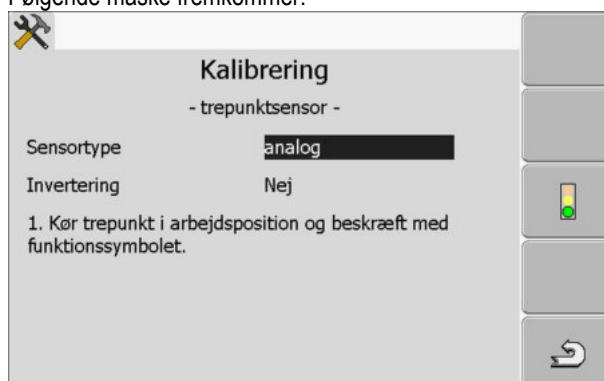 Følgende maske fremkommer:
Kalibrering
- trepunktsensor -
Sensortype analog
Invertering Nej
1. Kør trepunkt i arbejdsposition og beskræft med
funktionssymbolet.